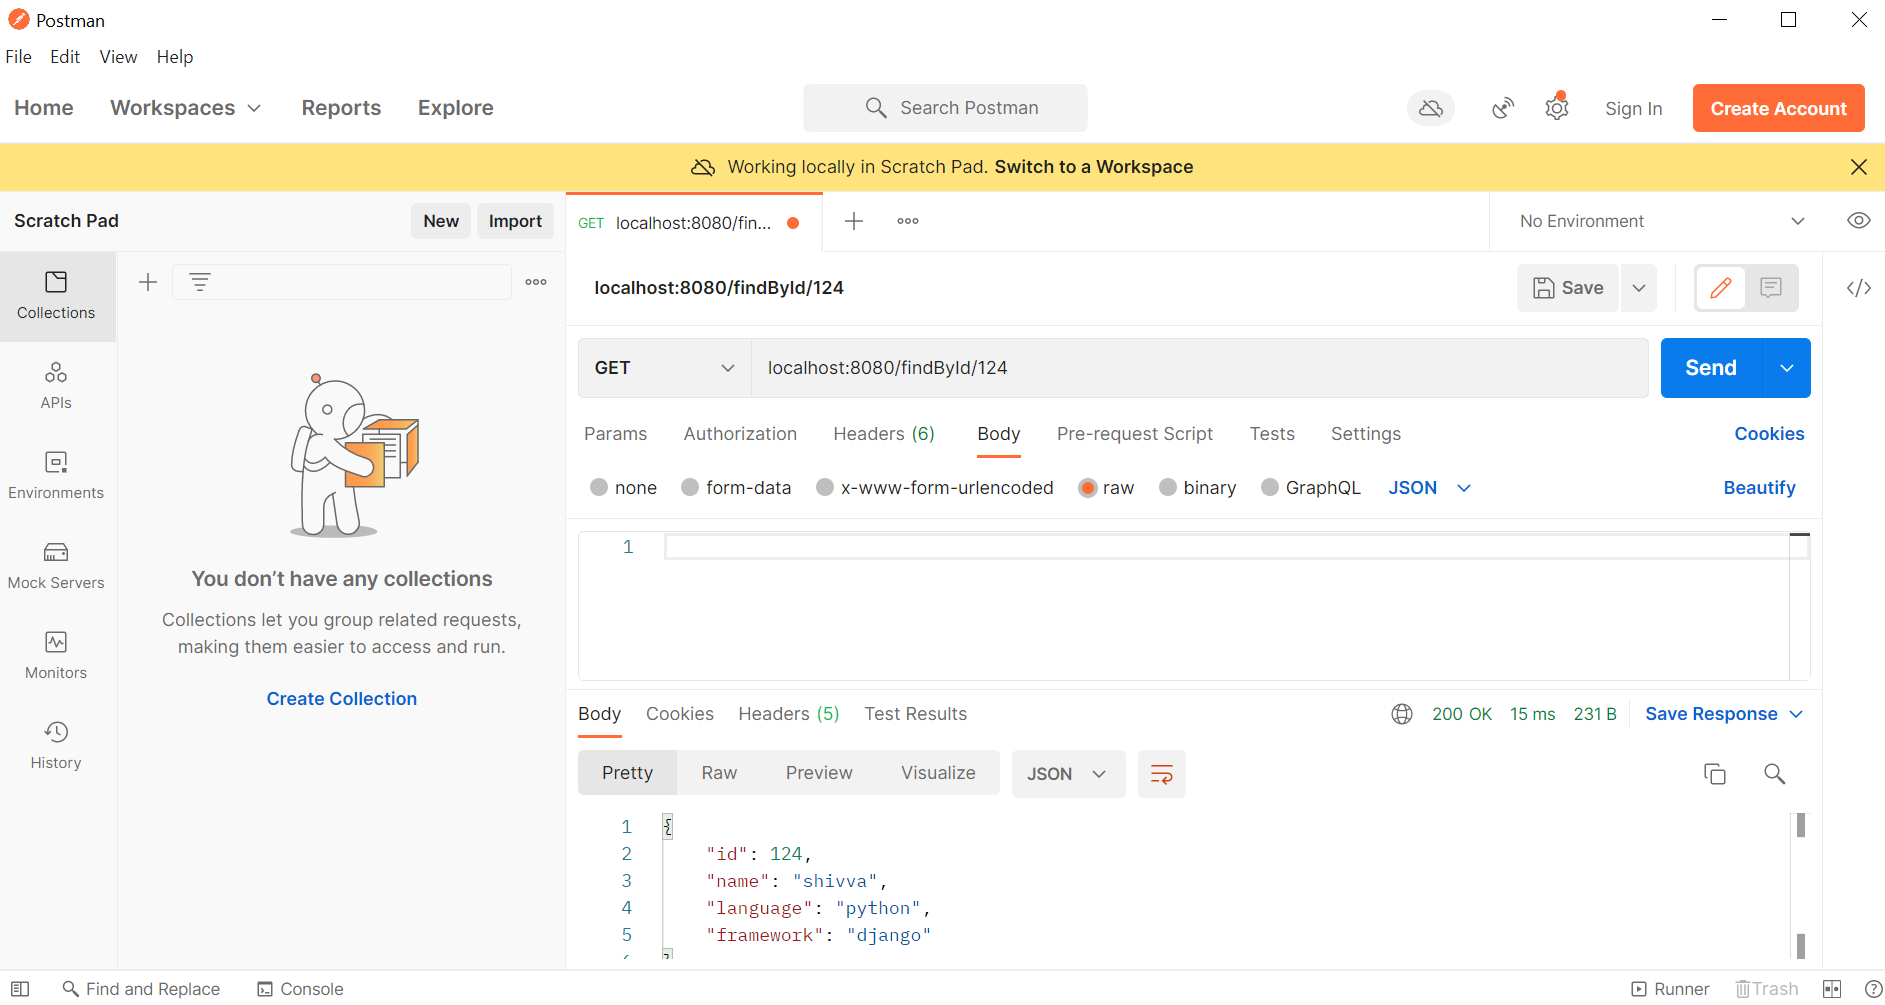 Postman
File Edit View Help
Home Workspaces Reports Explore Search Postman Sign In Create Account
Working locally in Scratch Pad. Switch to a Workspace
Scratch Pad New Import GET localhost:8080/fin... No Environment
localhost:8080/findById/124 Save
Collections
GET localhost:8080/findById/124 Send
APIs
Params Authorization Headers (6) Body Pre-request Script Tests Settings Cookies
Environments
none form-data x-www-form-urlencoded raw binary GraphQL JSON Beautify
1
Mock Servers
You don’t have any collections
Collections let you group related requests,
making them easier to access and run.
Monitors
Create Collection
History
Body Cookies Headers (5) Test Results 200 OK 15 ms 231 B Save Response
Pretty Raw Preview Visualize JSON
1 {
2 "id": 124,
3 "name": "shivva",
4 "language": "python",
5 "framework": "django"
Find and Replace Console Runner Trash